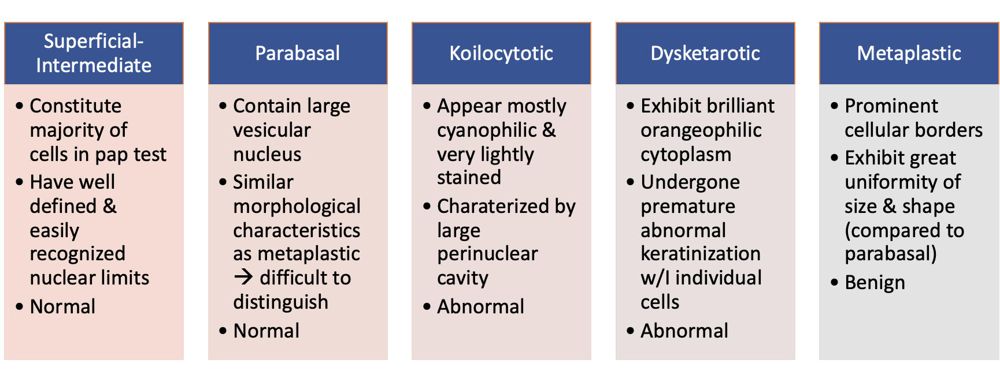 Superficial-
Intermediate
• Constitute
majority of
cells in pap test
• Have well
defined &
easily
recognized
nuclear limits
• Normal
Parabasal
• Contain large
vesicular
nucleus
• Similar
morphological
characteristics
as metaplastic
→ difficult to
distinguish
• Normal
Koilocytotic
• Appear mostly
cyanophilic &
very lightly
stained
• Charaterized by
large
perinuclear
cavity
• Abnormal
Dysketarotic
• Exhibit brilliant
orangeophilic
cytoplasm
• Undergone
premature
abnormal
keratinization
w/I individual
cells
• Abnormal
Metaplastic
• Prominent
cellular borders
• Exhibit great
uniformity of
size & shape
(compared to
parabasal)
• Benign